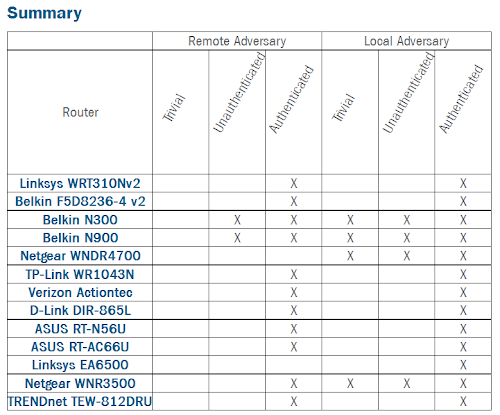 Summary
Remote Adversary Local Adversary
Router Trivial Unauthenticated Authenticated Trivial Unauthenticated Authenticated
Linksys WRT310Nv2 X X
Belkin F5D8236-4 v2 X X
Belkin N300 X X X X X
Belkin N900 X X X X X
Netgear WNDR4700 X X X
TP-Link WR1043N X X
Verizon Actiontec X X
D-Link DIR-865L X X
ASUS RT-N56U X X
ASUS RT-AC66U X X
Linksys EA6500 X
Netgear WNR3500 X X X X
TRENDnet TEW-812DRU X X